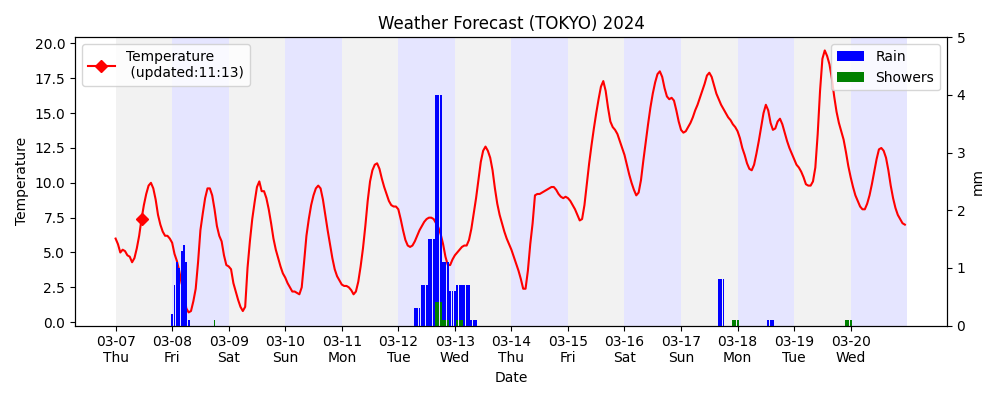 Weather Forecast (TOKYO) 2024
Temperature
(updated:11:13)
Rain
Showers
Temperature
20.0
17.5
15.0
12.5
10.0
7.5
5.0
2.5
0.0
5
4
3
2
1
0
mm
03-07 03-08 03-09 03-10 03-11 03-12 03-13 03-14 03-15 03-16 03-17 03-18 03-19 03-20
Thu Fri Sat Sun Mon Tue Wed Thu Fri Sat Sun Mon Tue Wed
Date